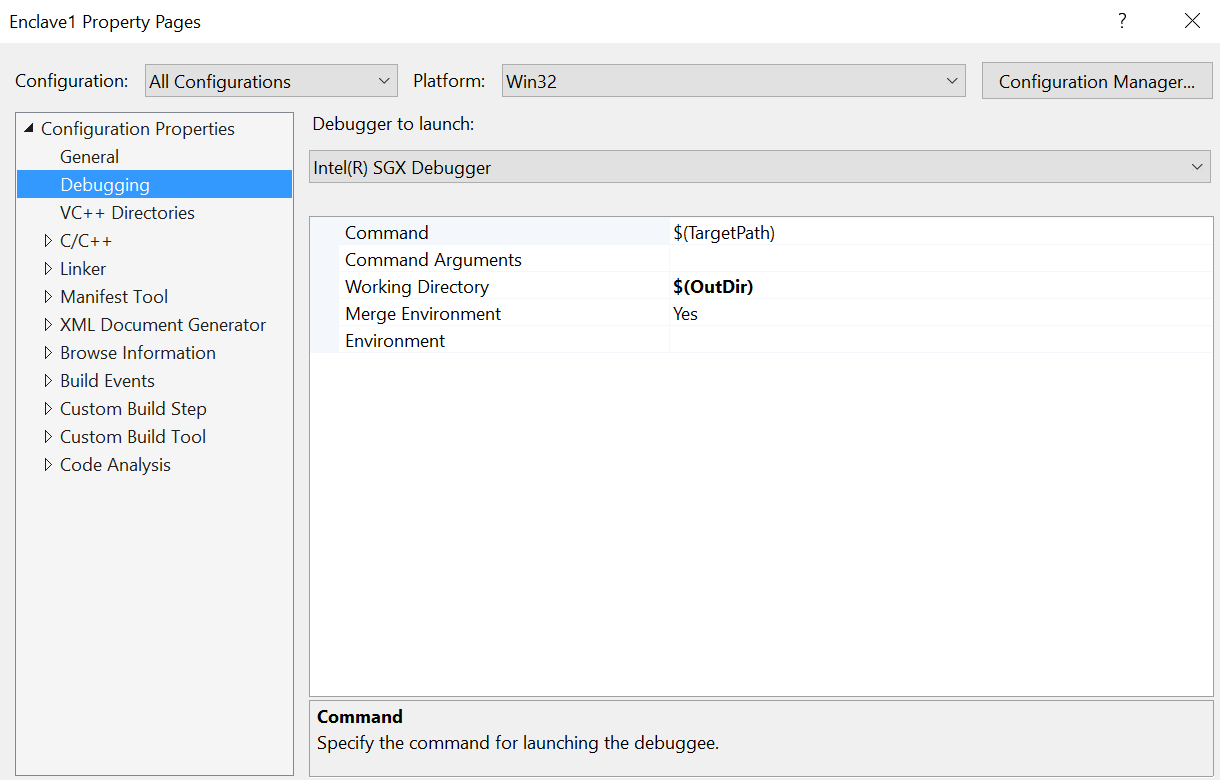 Enclave1 Property Pages
?
Configuration: All Configurations Platform: Win32 Configuration Manager...
Configuration Properties
General
Debugging
VC++ Directories
C/C++
Linker
Manifest Tool
XML Document Generator
Browse Information
Build Events
Custom Build Step
Custom Build Tool
Code Analysis
Debugger to launch:
Intel(R) SGX Debugger
Command $(TargetPath)
Command Arguments
Working Directory $(OutDir)
Merge Environment Yes
Environment
Command
Specify the command for launching the debuggee.